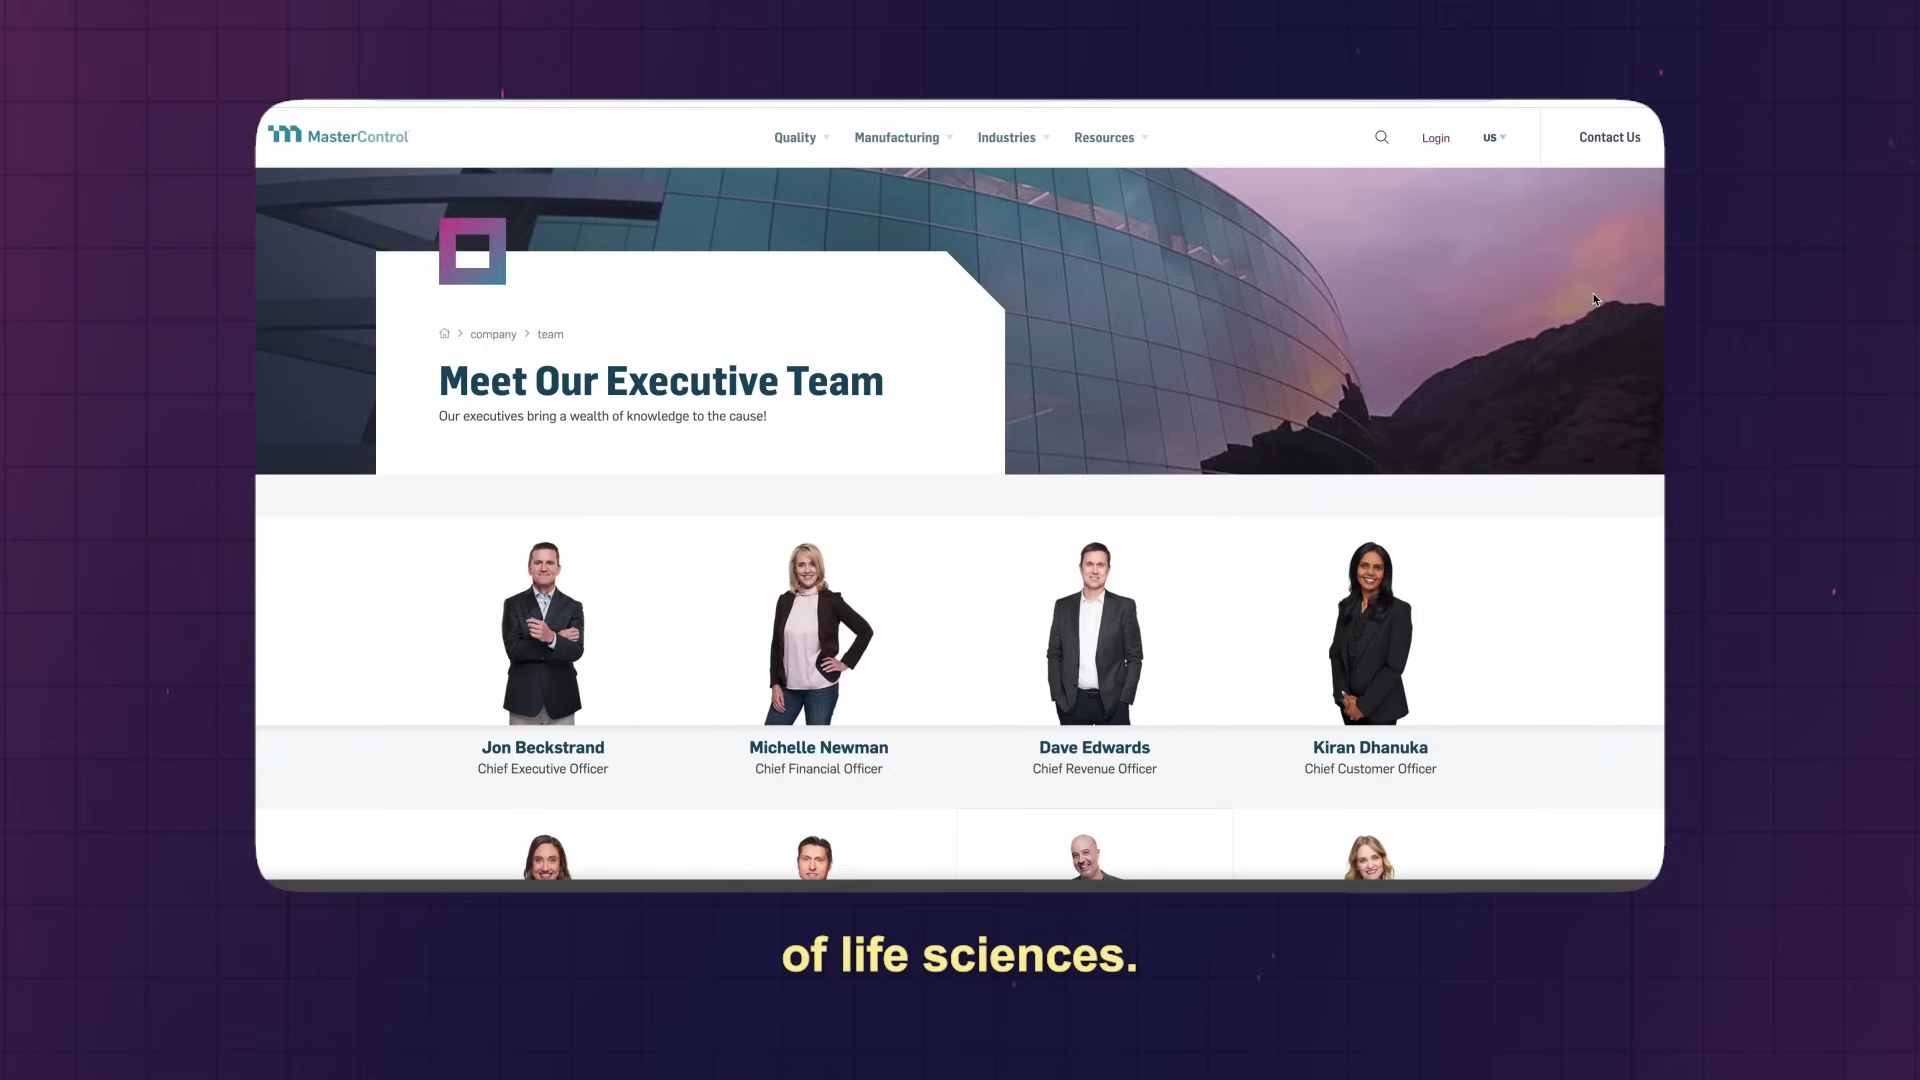 MasterControl
Quality
Manufacturing
Industries
Resources
Login
US
Contact Us
company
team
Meet Our Executive Team
Our executives bring a wealth of knowledge to the cause!
Jon Beckstrand
Chief Executive Officer
Michelle Newman
Chief Financial Officer
Dave Edwards
Chief Revenue Officer
Kiran Dhanuka
Chief Customer Officer
of life sciences.